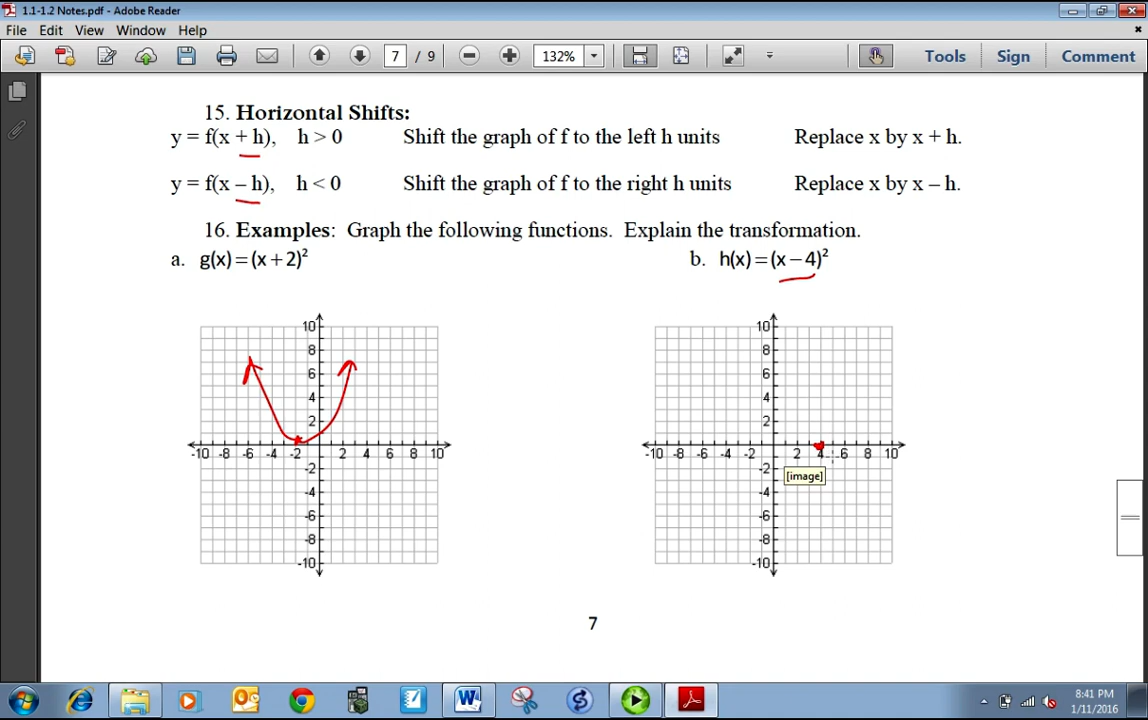 1.1-1.2 Notes.pdf - Adobe Reader
File Edit View Window Help
7 / 9 132% Tools Sign Comment
15. Horizontal Shifts:
y = f(x + h), h > 0 Shift the graph of f to the left h units Replace x by x + h.
y = f(x – h), h < 0 Shift the graph of f to the right h units Replace x by x – h.
16. Examples: Graph the following functions. Explain the transformation.
a. g(x) = (x + 2)² b. h(x) = (x – 4)²
10 10
8 8
6 6
4 4
2 2
-10 -8 -6 -4 -2 2 4 6 8 10 -10 -8 -6 -4 -2 2 4 6 8 10
-2 -2
[image]
-4 -4
-6 -6
-8 -8
-10 -10
7
8:41 PM
1/11/2016